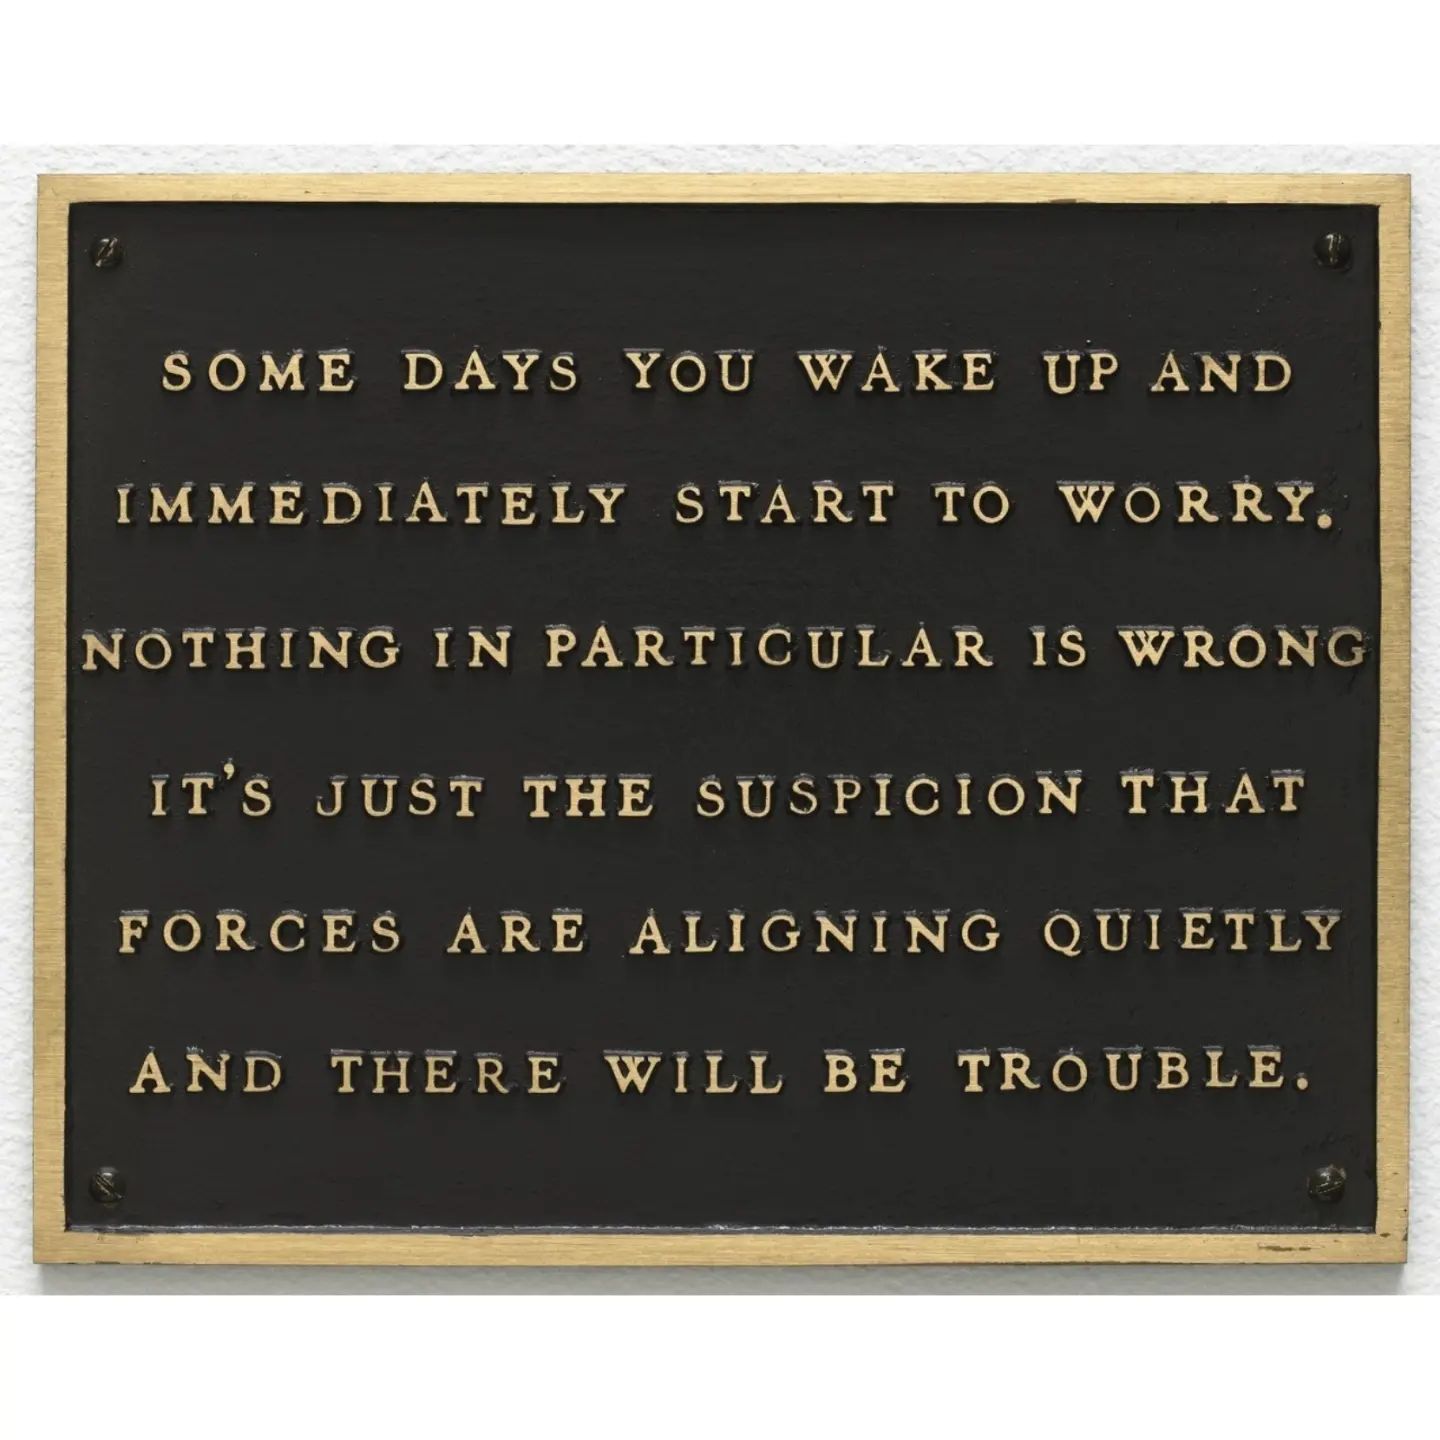 SOME DAYS YOU WAKE UP AND
IMMEDIATELY START TO WORRY.
NOTHING IN PARTICULAR IS WRONG
IT'S JUST THE SUSPICION THAT
FORCES ARE ALIGNING QUIETLY
AND THERE WILL BE TROUBLE.